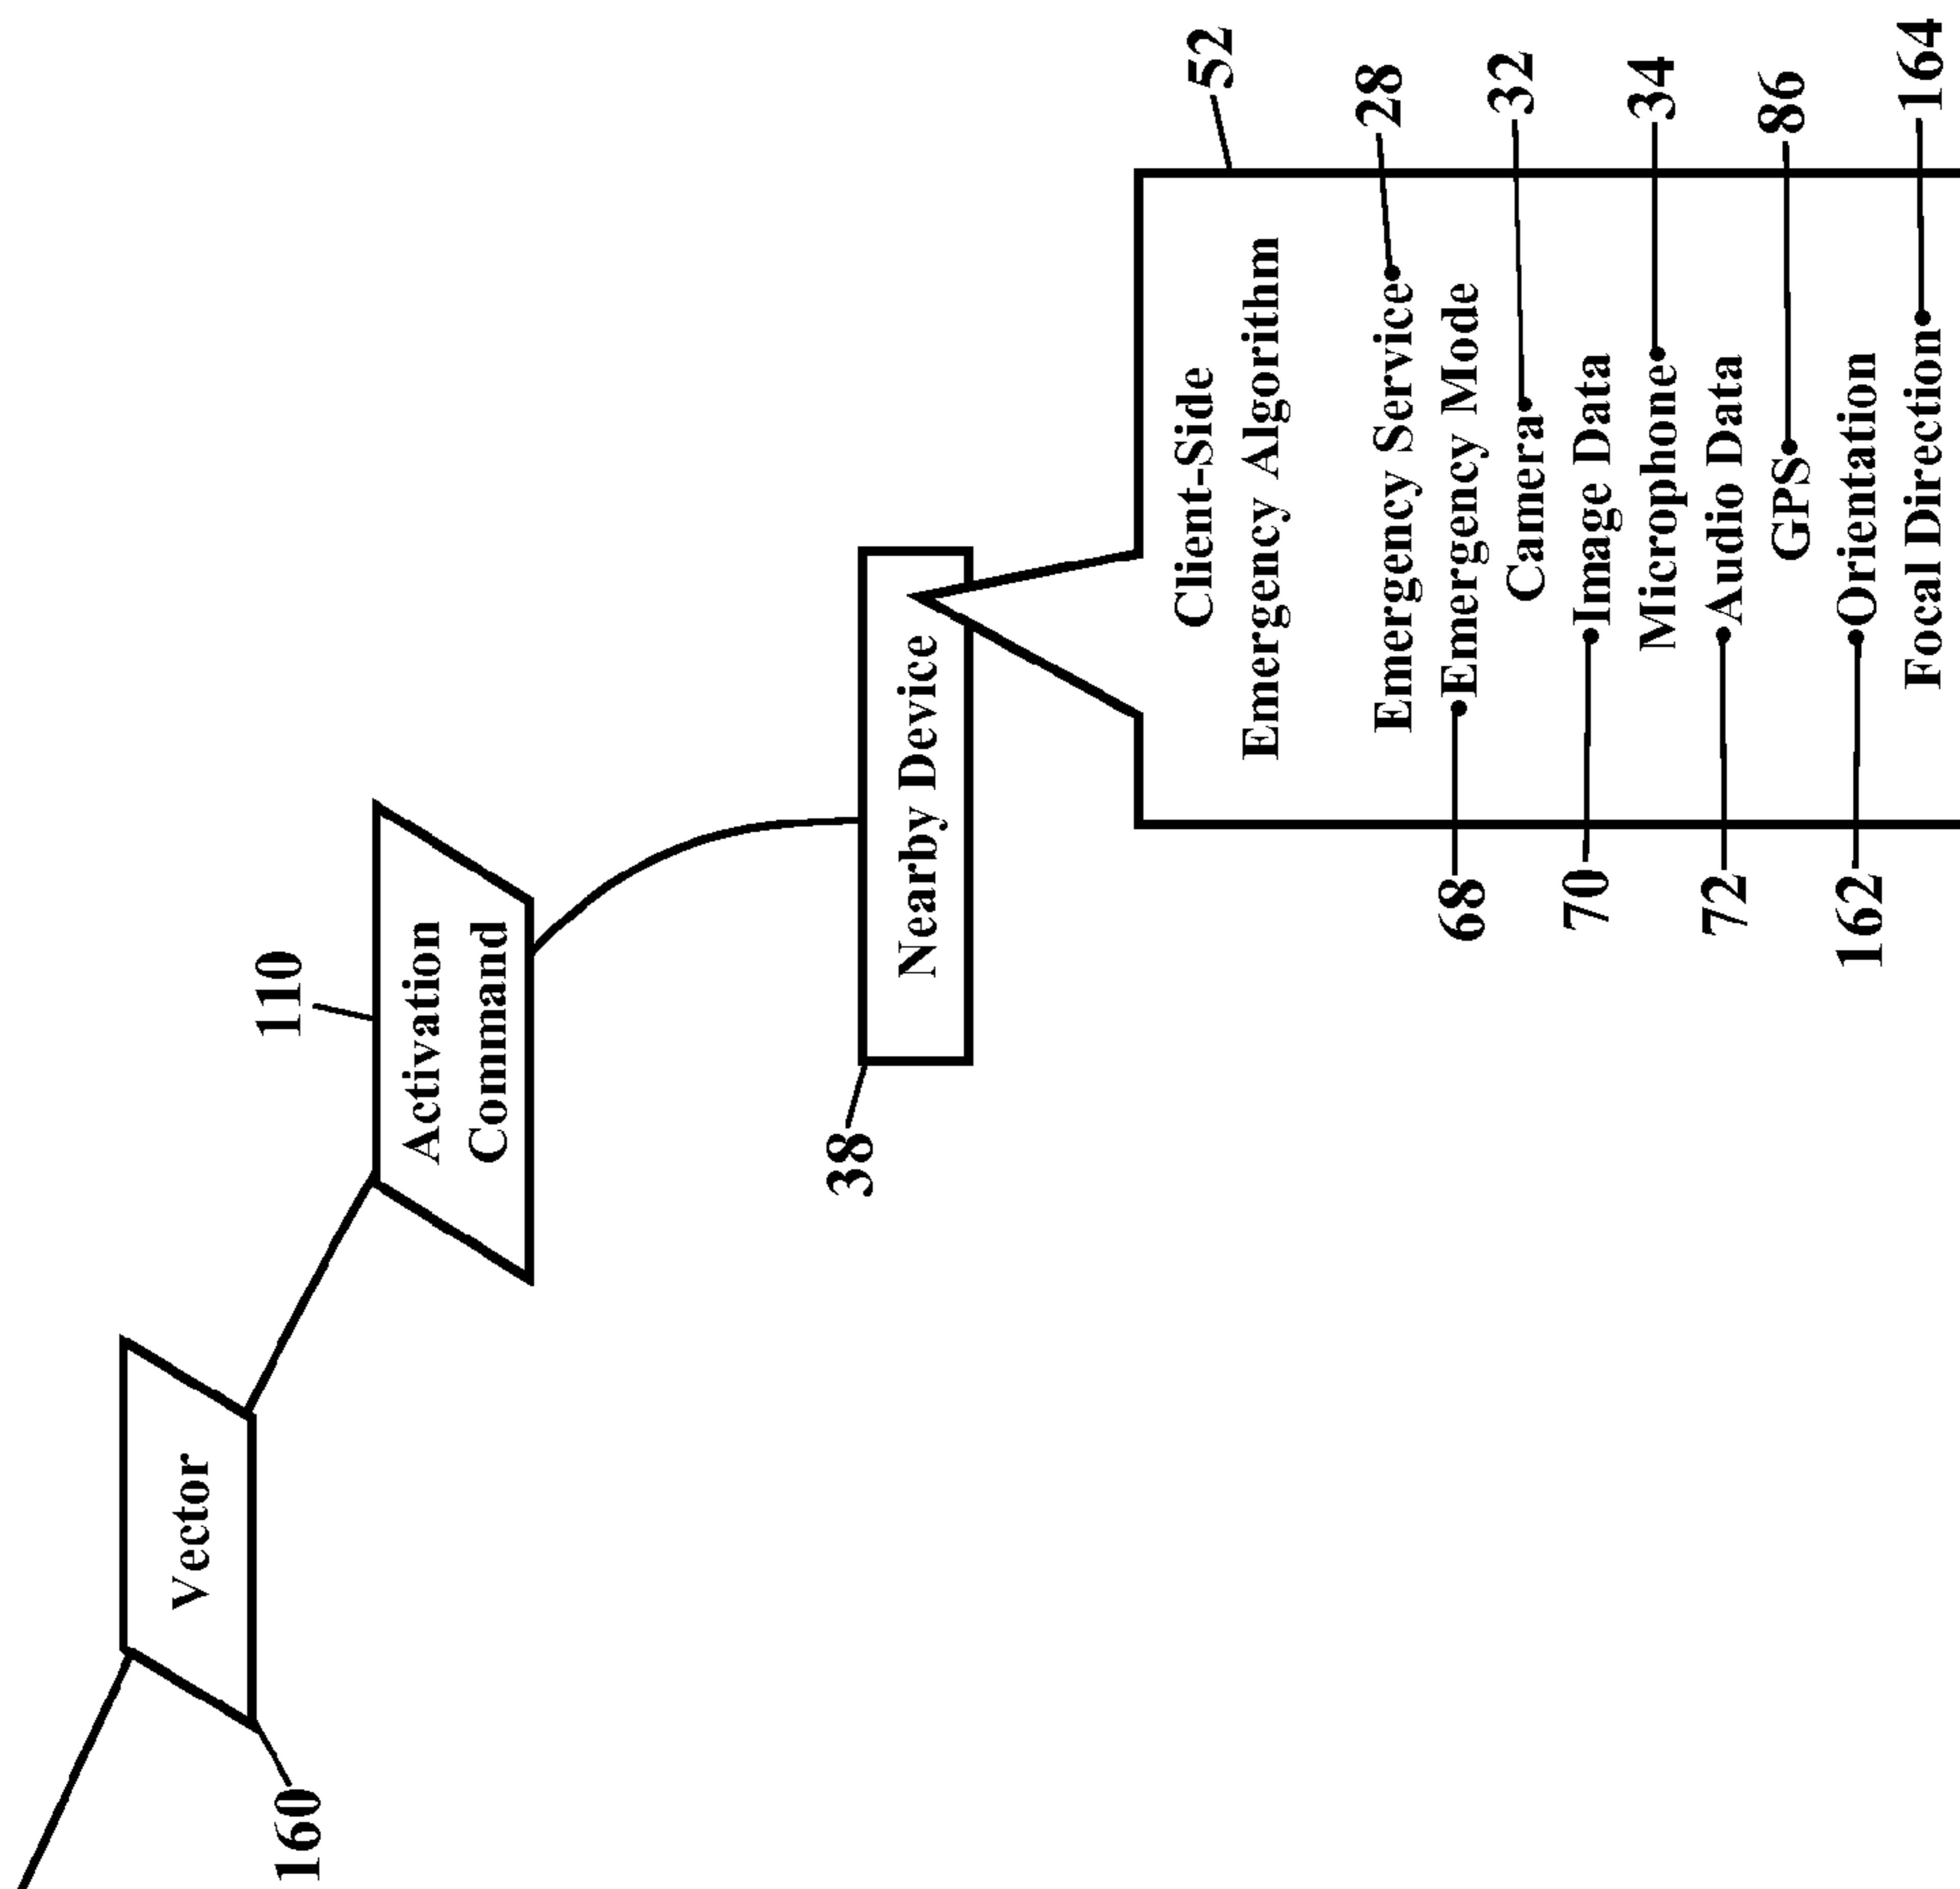 160
Vector
110
Activation
Command
38
Nearby Device
52
Client-Side
Emergency Algorithm
Emergency Service 28
68 Emergency Mode
Camera 32
70 Image Data
Microphone 34
72 Audio Data
GPS 86
162 Orientation
Focal Direction 164